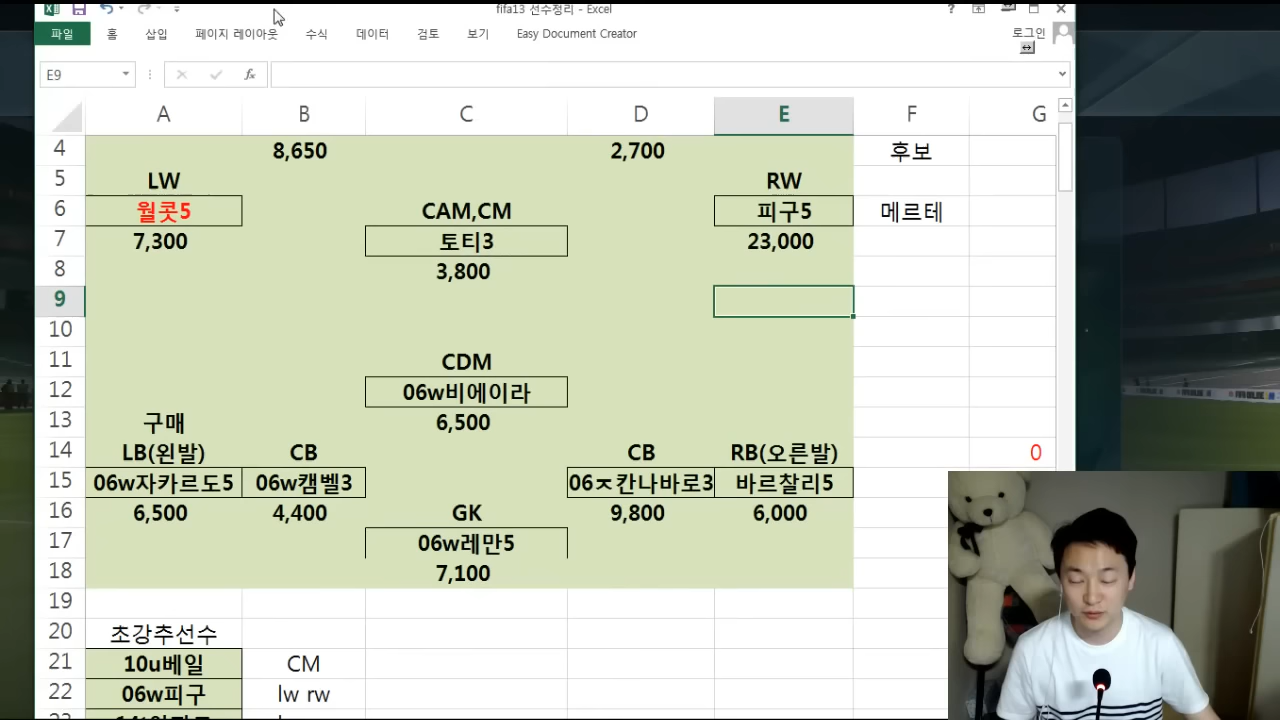 fifa13 선수정리 - Excel
파일 홈 삽입 페이지 레이아웃 수식 데이터 검토 보기 Easy Document Creator 로그인
E9 fx
A B C D E F G
4 8,650 2,700 후보
5 LW RW
6 월콧5 CAM,CM 피구5 메르테
7 7,300 토티3 23,000
8 3,800
9
10
11 CDM
12 06w비에이라
13 구매 6,500
14 LB(왼발) CB CB RB(오른발) 0
15 06w자카르도5 06w캠벨3 06ㅈ칸나바로3 바르찰리5
16 6,500 4,400 GK 9,800 6,000
17 06w레만5
18 7,100
19
20 초강추선수
21 10u베일 CM
22 06w피구 lw rw